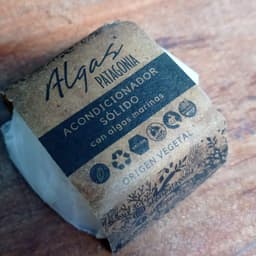 Algas
PATAGONIA
ACONDICIONADOR
SÓLIDO
con algas marinas
ORIGEN VEGETAL